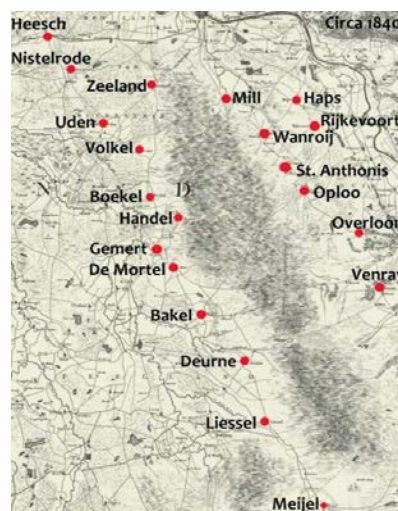 Heesch
Circa 1840
Nistelrode
Zeeland
Mill
Haps
Uden
Rijkevoort
Wanroij
Volkel
St. Anthonis
Boekel
D
Oploo
Handel
Overloon
Gemert
De Mortel
Venray
Bakel
Deurne
Liessel
Meijel